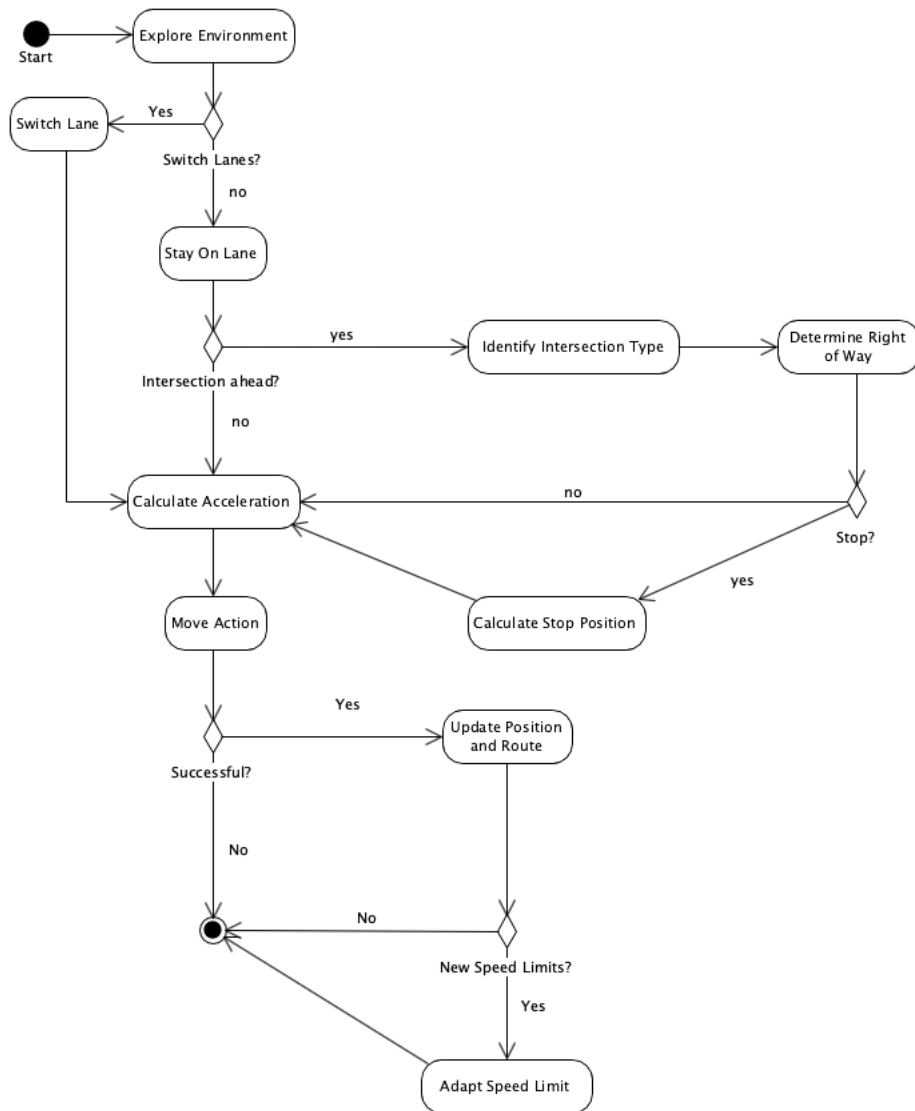 Explore Environment
Start
Yes
Switch Lane
Switch Lanes?
no
Stay On Lane
yes
Identify Intersection Type
Determine Right
of Way
Intersection ahead?
no
Calculate Acceleration
no
Stop?
yes
Move Action
Calculate Stop Position
Yes
Update Position
and Route
Successful?
No
No
New Speed Limits?
Yes
Adapt Speed Limit